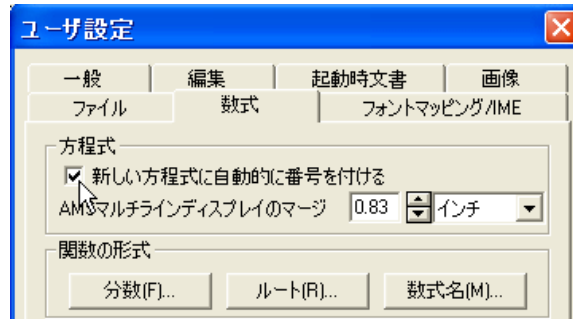 ユーザ設定
一般 編集 起動時文書 画像
ファイル 数式 フォントマッピング/IME
方程式
新しい方程式に自動的に番号を付ける
AMSマルチラインディスプレイのマージ 0.83 インチ
関数の形式
分数(F)... ルート(R)... 数式名(M)...